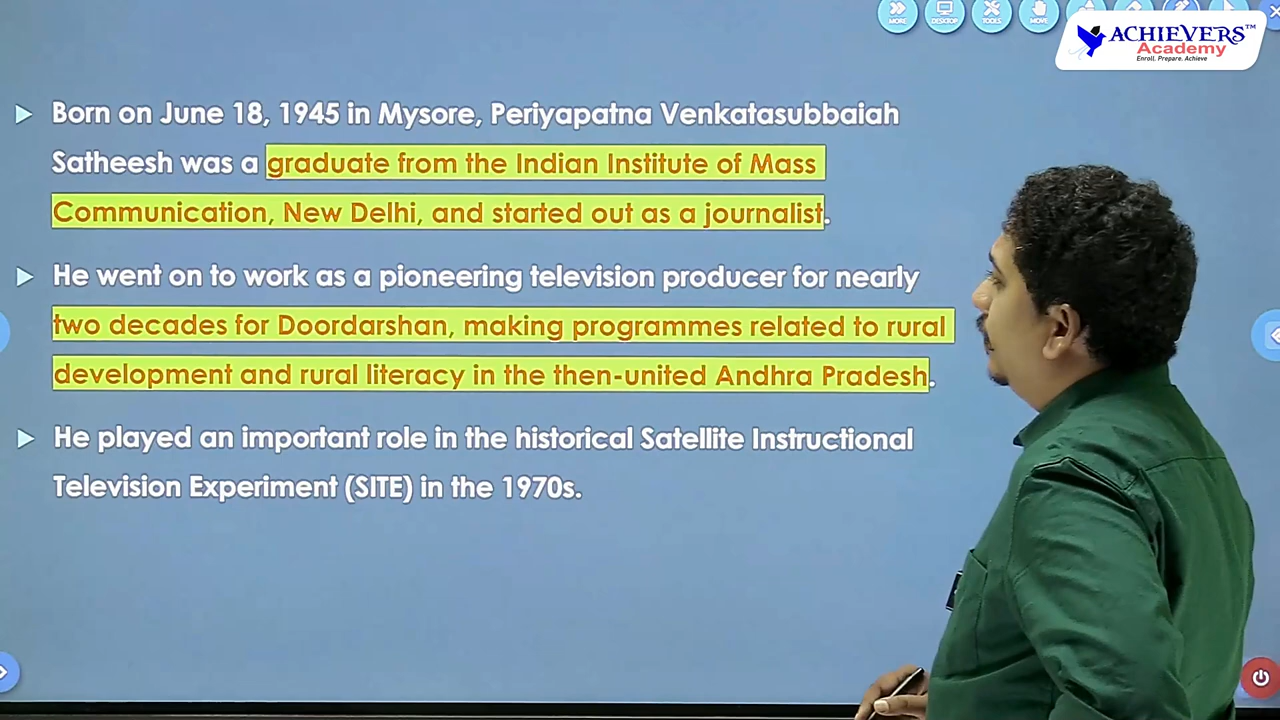 MORE
DESKTOP
TOOLS
MOVE
ACHIEVERS™
Academy
Enroll. Prepare. Achieve
Born on June 18, 1945 in Mysore, Periyapatna Venkatasubbaiah
Satheesh was a graduate from the Indian Institute of Mass
Communication, New Delhi, and started out as a journalist.
He went on to work as a pioneering television producer for nearly
two decades for Doordarshan, making programmes related to rural
development and rural literacy in the then-united Andhra Pradesh.
He played an important role in the historical Satellite Instructional
Television Experiment (SITE) in the 1970s.